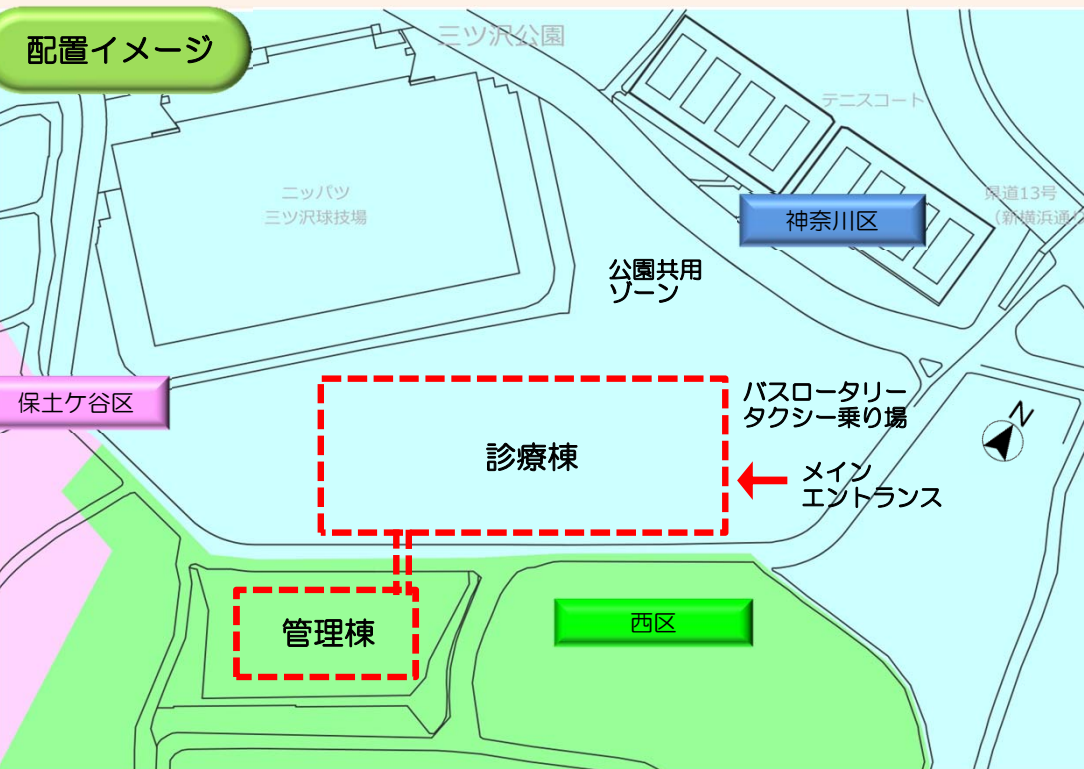 配置イメージ
三ツ沢公園
テニスコート
県道13号
(新横浜通り
ニッパツ
三ツ沢球技場
神奈川区
公園共用
ゾーン
保土ケ谷区
バスロータリー
タクシー乗り場
N
診療棟
メイン
エントランス
管理棟
西区